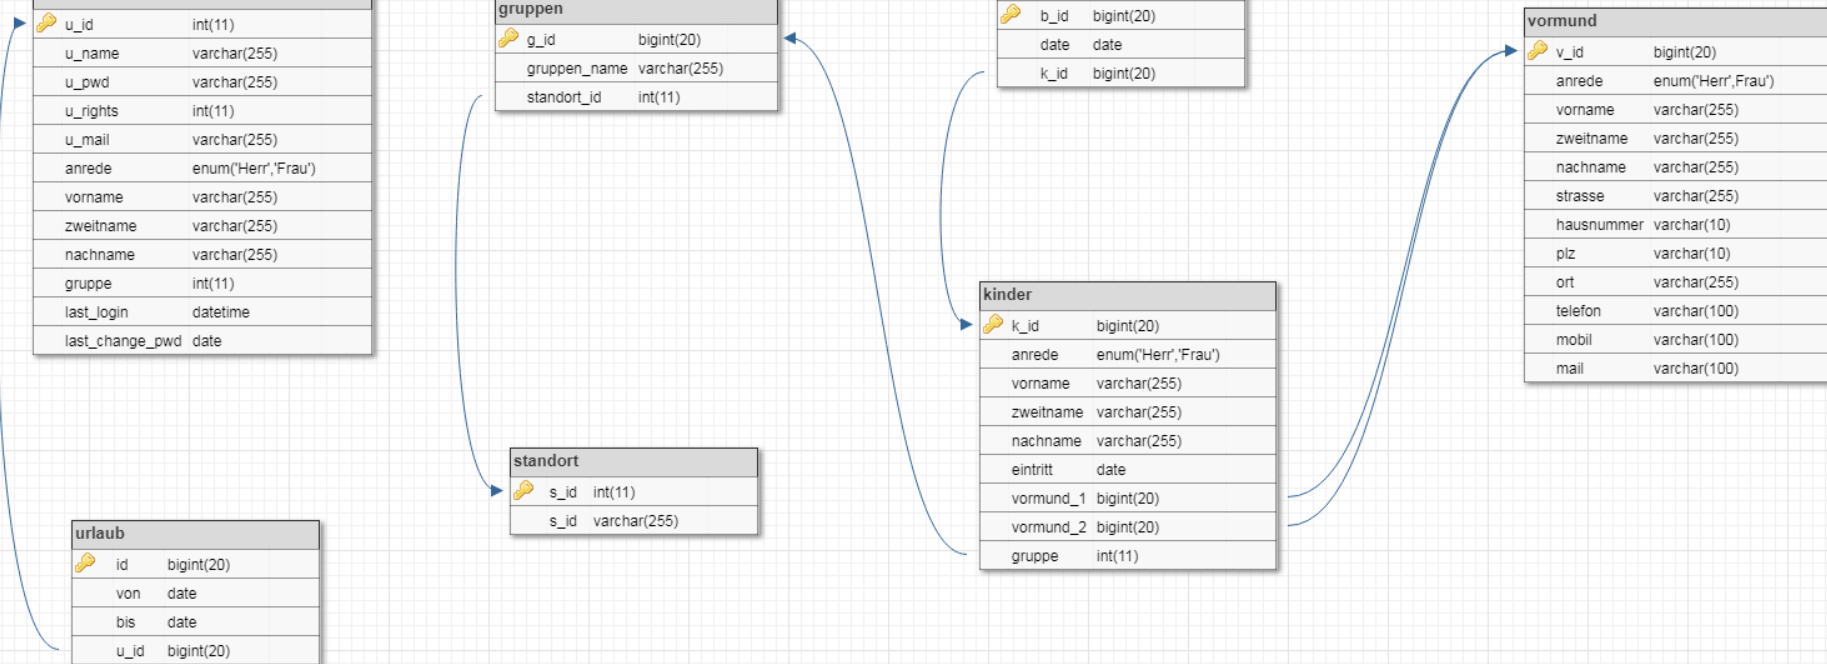 u_id int(11)
u_name varchar(255)
u_pwd varchar(255)
u_rights int(11)
u_mail varchar(255)
anrede enum('Herr','Frau')
vorname varchar(255)
zweitname varchar(255)
nachname varchar(255)
gruppe int(11)
last_login datetime
last_change_pwd date
gruppen
g_id bigint(20)
gruppen_name varchar(255)
standort_id int(11)
b_id bigint(20)
date date
k_id bigint(20)
vormund
v_id bigint(20)
anrede enum('Herr',Frau')
vorname varchar(255)
zweitname varchar(255)
nachname varchar(255)
strasse varchar(255)
hausnummer varchar(10)
plz varchar(10)
ort varchar(255)
telefon varchar(100)
mobil varchar(100)
mail varchar(100)
kinder
k_id bigint(20)
anrede enum('Herr','Frau')
vorname varchar(255)
zweitname varchar(255)
nachname varchar(255)
eintritt date
vormund_1 bigint(20)
vormund_2 bigint(20)
gruppe int(11)
standort
s_id int(11)
s_id varchar(255)
urlaub
id bigint(20)
von date
bis date
u_id bigint(20)